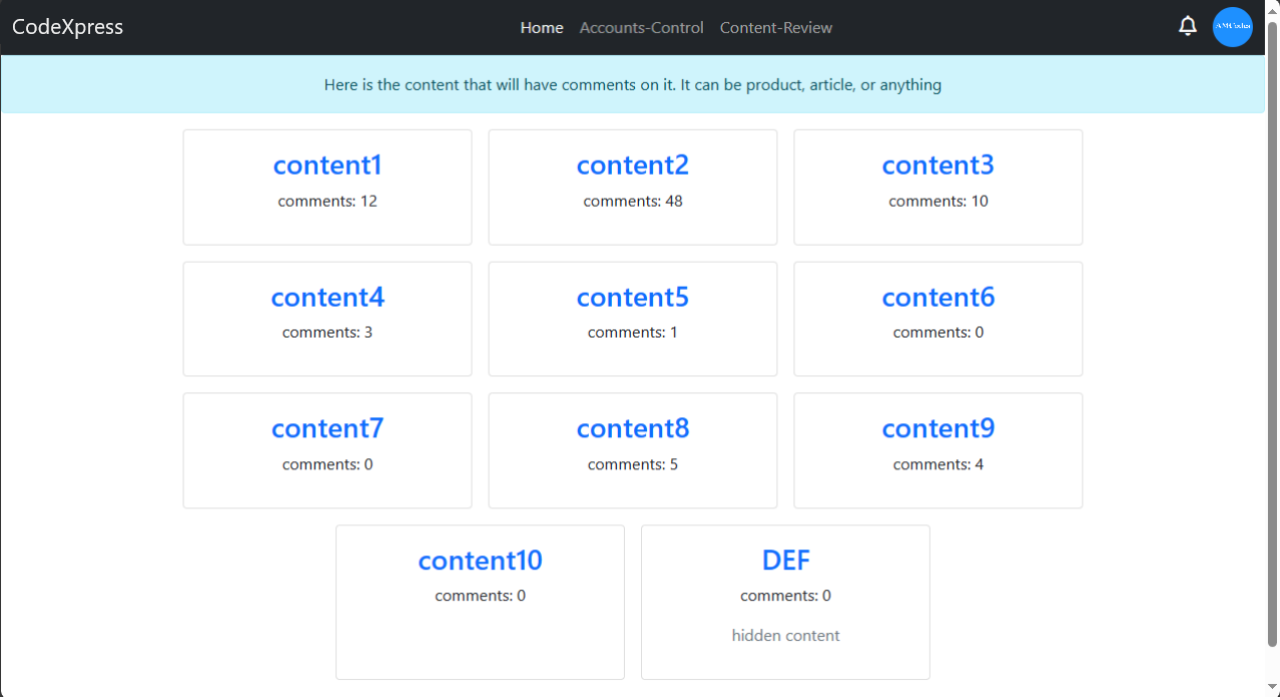 CodeXpress Home Accounts-Control Content-Review AMCodes
Here is the content that will have comments on it. It can be product, article, or anything
content1 content2 content3
comments: 12 comments: 48 comments: 10
content4 content5 content6
comments: 3 comments: 1 comments: 0
content7 content8 content9
comments: 0 comments: 5 comments: 4
content10 DEF
comments: 0 comments: 0
hidden content